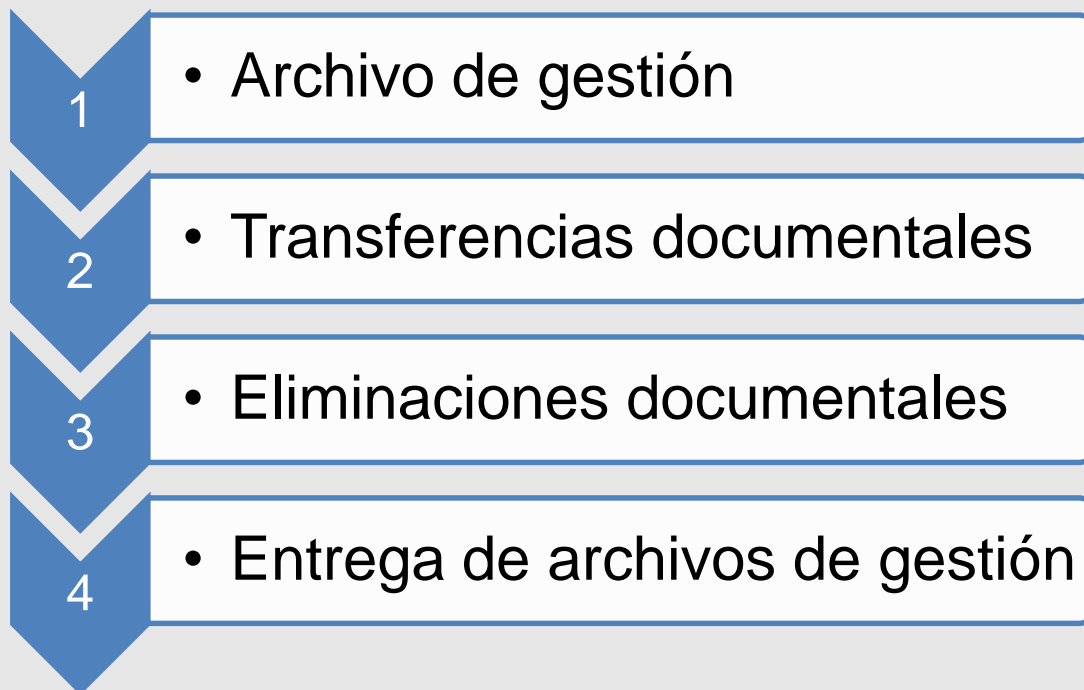 1
• Archivo de gestión
2
• Transferencias documentales
3
• Eliminaciones documentales
4
• Entrega de archivos de gestión